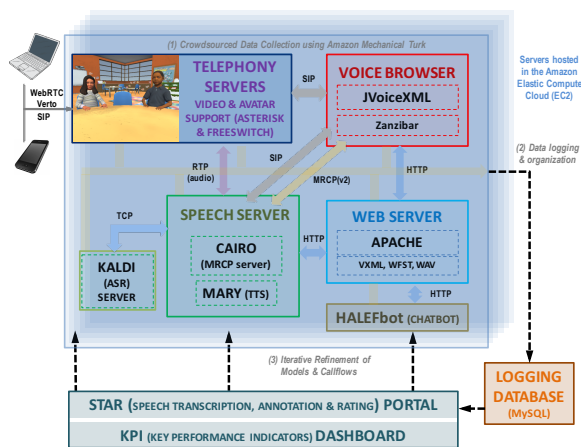 (1) Crowdsourced Data Collection using Amazon Mechanical Turk
WebRTC
Verto
SIP
TELEPHONY
SERVERS
VIDEO & AVATAR
SUPPORT (ASTERISK
& FREESWITCH)
SIP
VOICE BROWSER
JVoiceXML
Zanzibar
Servers hosted
in the Amazon
Elastic Compute
Cloud (EC2)
(2) Data logging
& organization
RTP
(audio)
SIP
MRCP(v2)
HTTP
TCP
SPEECH SERVER
CAIRO
(MRCP server)
MARY (TTS)
HTTP
WEB SERVER
APACHE
VXML, WFST, WAV
KALDI
(ASR)
SERVER
HTTP
HALEFbot (CHATBOT)
(3) Iterative Refinement of
Models & Callflows
STAR (SPEECH TRANSCRIPTION, ANNOTATION & RATING) PORTAL
KPI (KEY PERFORMANCE INDICATORS) DASHBOARD
LOGGING
DATABASE
(MySQL)